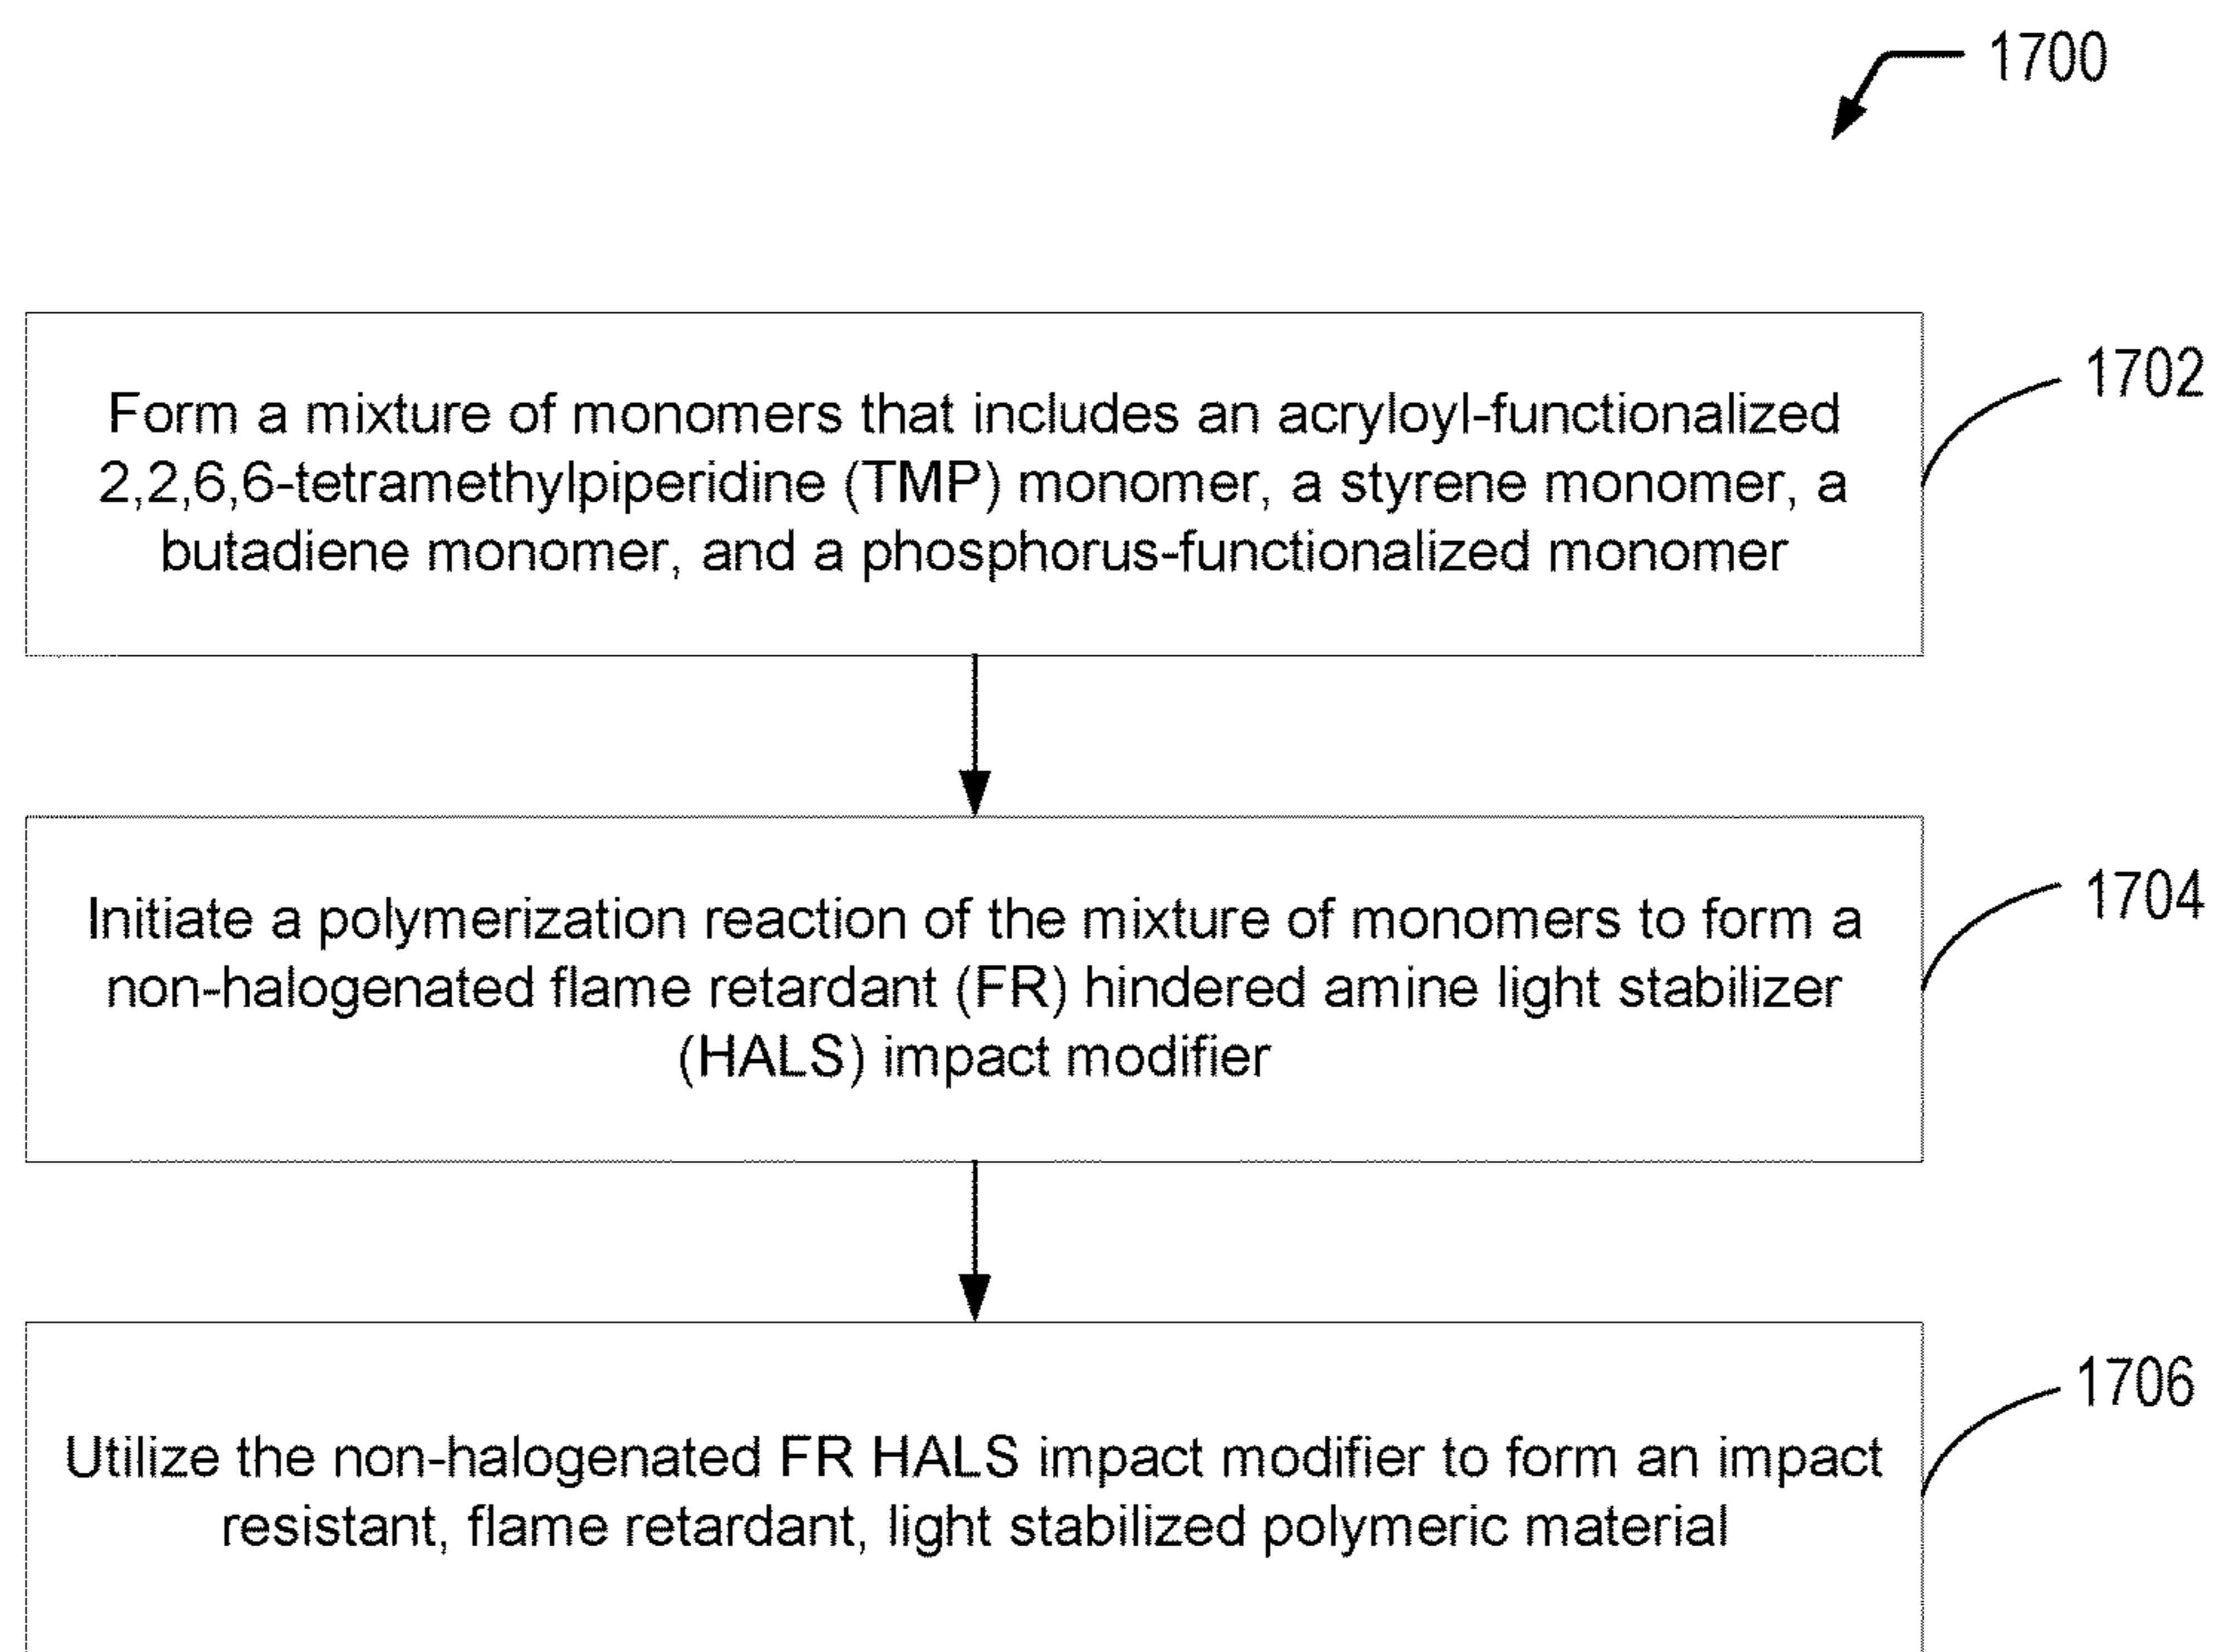 1700
Form a mixture of monomers that includes an acryloyl-functionalized
2,2,6,6-tetramethylpiperidine (TMP) monomer, a styrene monomer, a
butadiene monomer, and a phosphorus-functionalized monomer
1702
Initiate a polymerization reaction of the mixture of monomers to form a
non-halogenated flame retardant (FR) hindered amine light stabilizer
(HALS) impact modifier
1704
Utilize the non-halogenated FR HALS impact modifier to form an impact
resistant, flame retardant, light stabilized polymeric material
1706